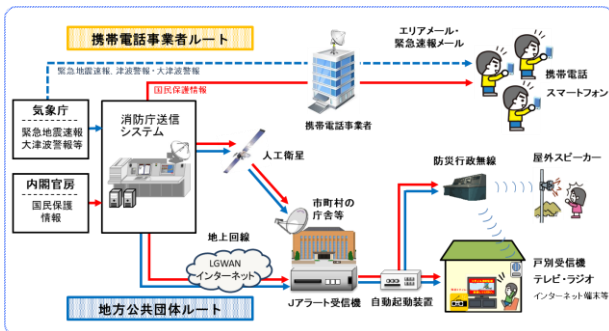 携帯電話事業者ルート
エリアメール・
緊急速報メール
緊急地震速報、津波警報・大津波警報
国民保護情報
携帯電話
スマートフォン
携帯電話事業者
気象庁
緊急地震速報
大津波警報等
消防庁送信
システム
人工衛星
防災行政無線
屋外スピーカー
内閣官房
国民保護
情報
市町村の
庁舎等
地上回線
LGWAN
インターネット
Jアラート受信機
自動起動装置
戸別受信機
テレビ・ラジオ
インターネット端末等
地方公共団体ルート